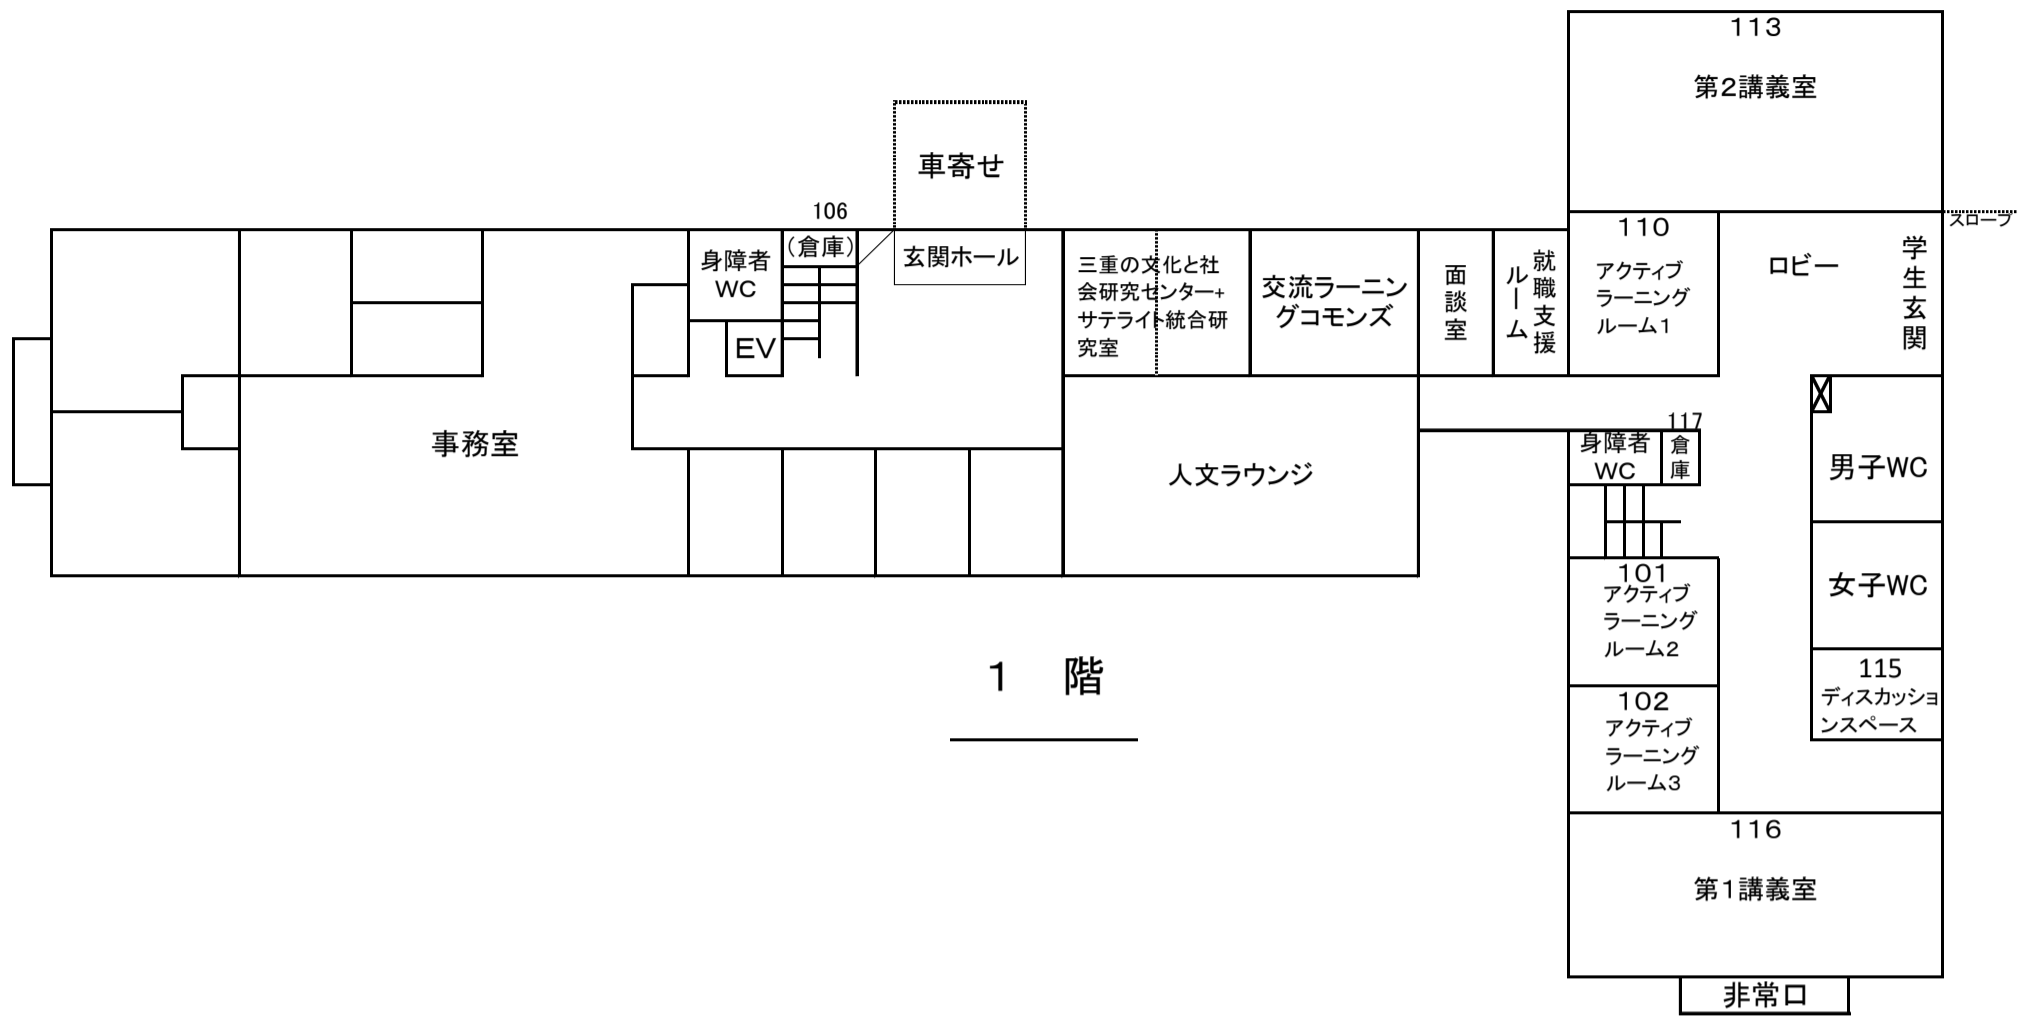 113
第2講義室
車寄せ
106
(倉庫)
玄関ホール
身障者
WC
EV
事務室
三重の文化と社
会研究センター+
サテライト統合研
究室
交流ラーニン
グコモンズ
面談室
就職支援
ルーム
110
アクティブ
ラーニング
ルーム1
ロビー
学生玄関
スロープ
人文ラウンジ
117
身障者
WC
倉庫
男子WC
女子WC
101
アクティブ
ラーニング
ルーム2
115
ディスカッショ
ンスペース
102
アクティブ
ラーニング
ルーム3
1 階
116
第1講義室
非常口